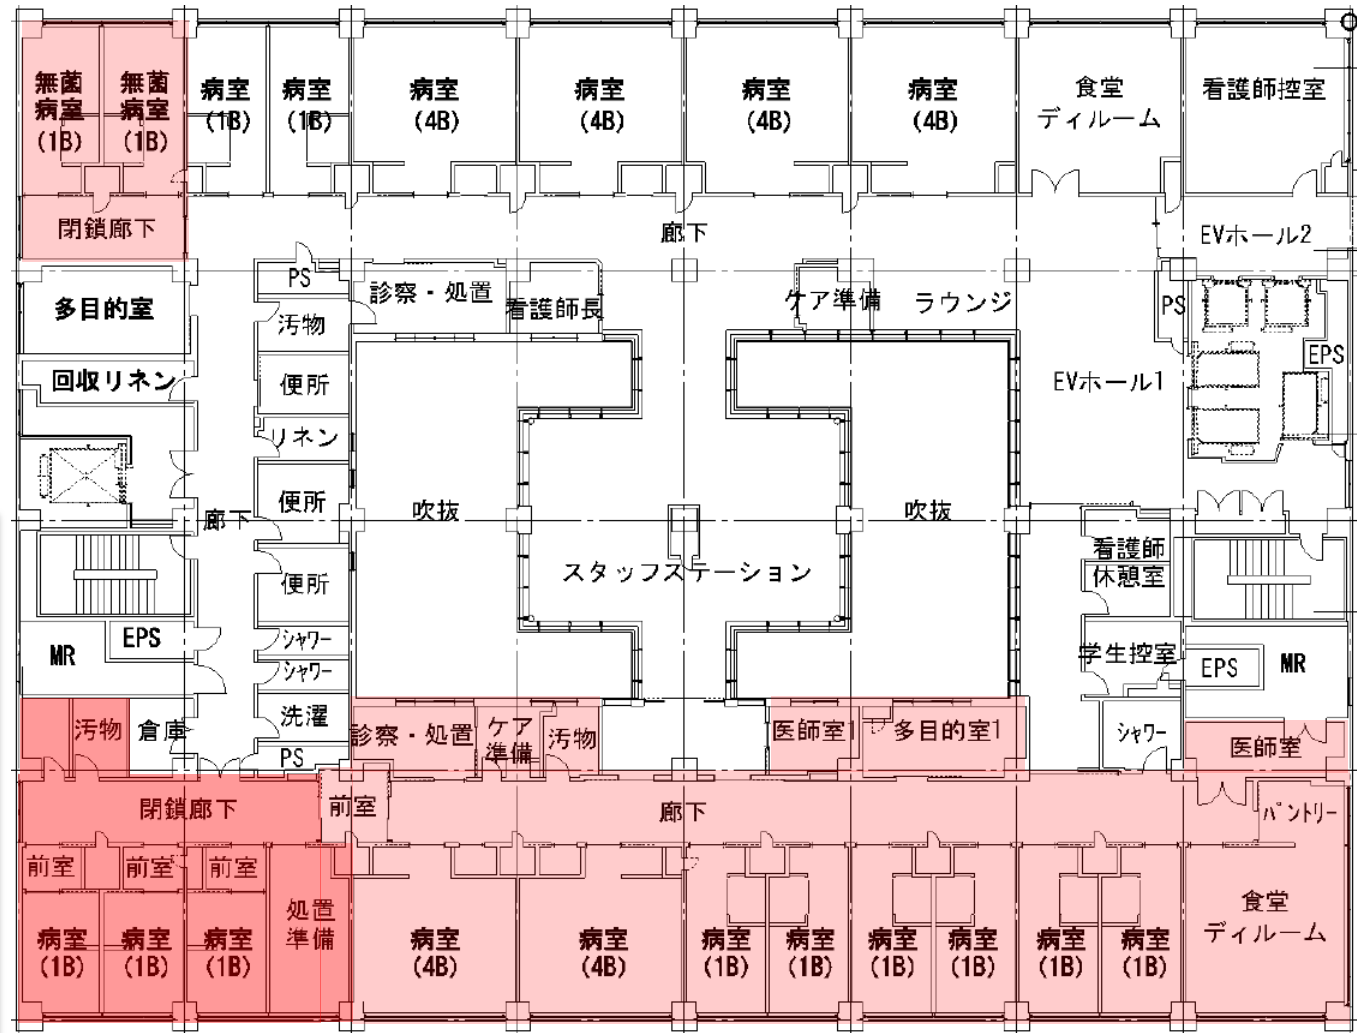 無菌
病室
(1B)
無菌
病室
(1B)
病室
(1B)
病室
(1B)
病室
(4B)
病室
(4B)
病室
(4B)
病室
(4B)
食堂
ディルーム
看護師控室
閉鎖廊下
廊下
EVホール2
多目的室
PS
診察・処置
看護師長
ケア準備
ラウンジ
PS
汚物
EPS
回収リネン
便所
EVホール1
リネン
便所
廊下
吹抜
吹抜
スタッフステーション
看護師
休憩室
便所
EPS
MR
シャワー
シャワー
学生控室
EPS
MR
汚物
倉庫
洗濯
PS
診察・処置
ケア
準備
汚物
医師室1
多目的室1
シャワー
医師室
閉鎖廊下
前室
廊下
パントリー
前室
前室
前室
処置
準備
病室
(1B)
病室
(1B)
病室
(1B)
病室
(4B)
病室
(4B)
病室
(1B)
病室
(1B)
病室
(1B)
病室
(1B)
病室
(1B)
病室
(1B)
食堂
ディルーム